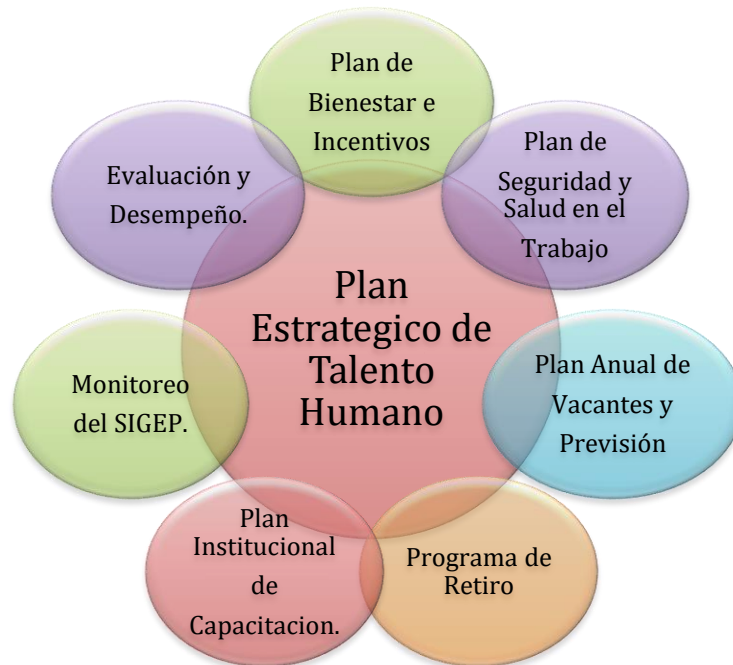 Plan de
Bienestar e
Incentivos
Plan de
Seguridad y
Salud en el
Trabajo
Evaluación y
Desempeño.
Plan
Estrategico de
Talento
Humano
Plan Anual de
Vacantes y
Previsión
Monitoreo
del SIGEP.
Plan
Institucional
de
Capacitacion.
Programa de
Retiro